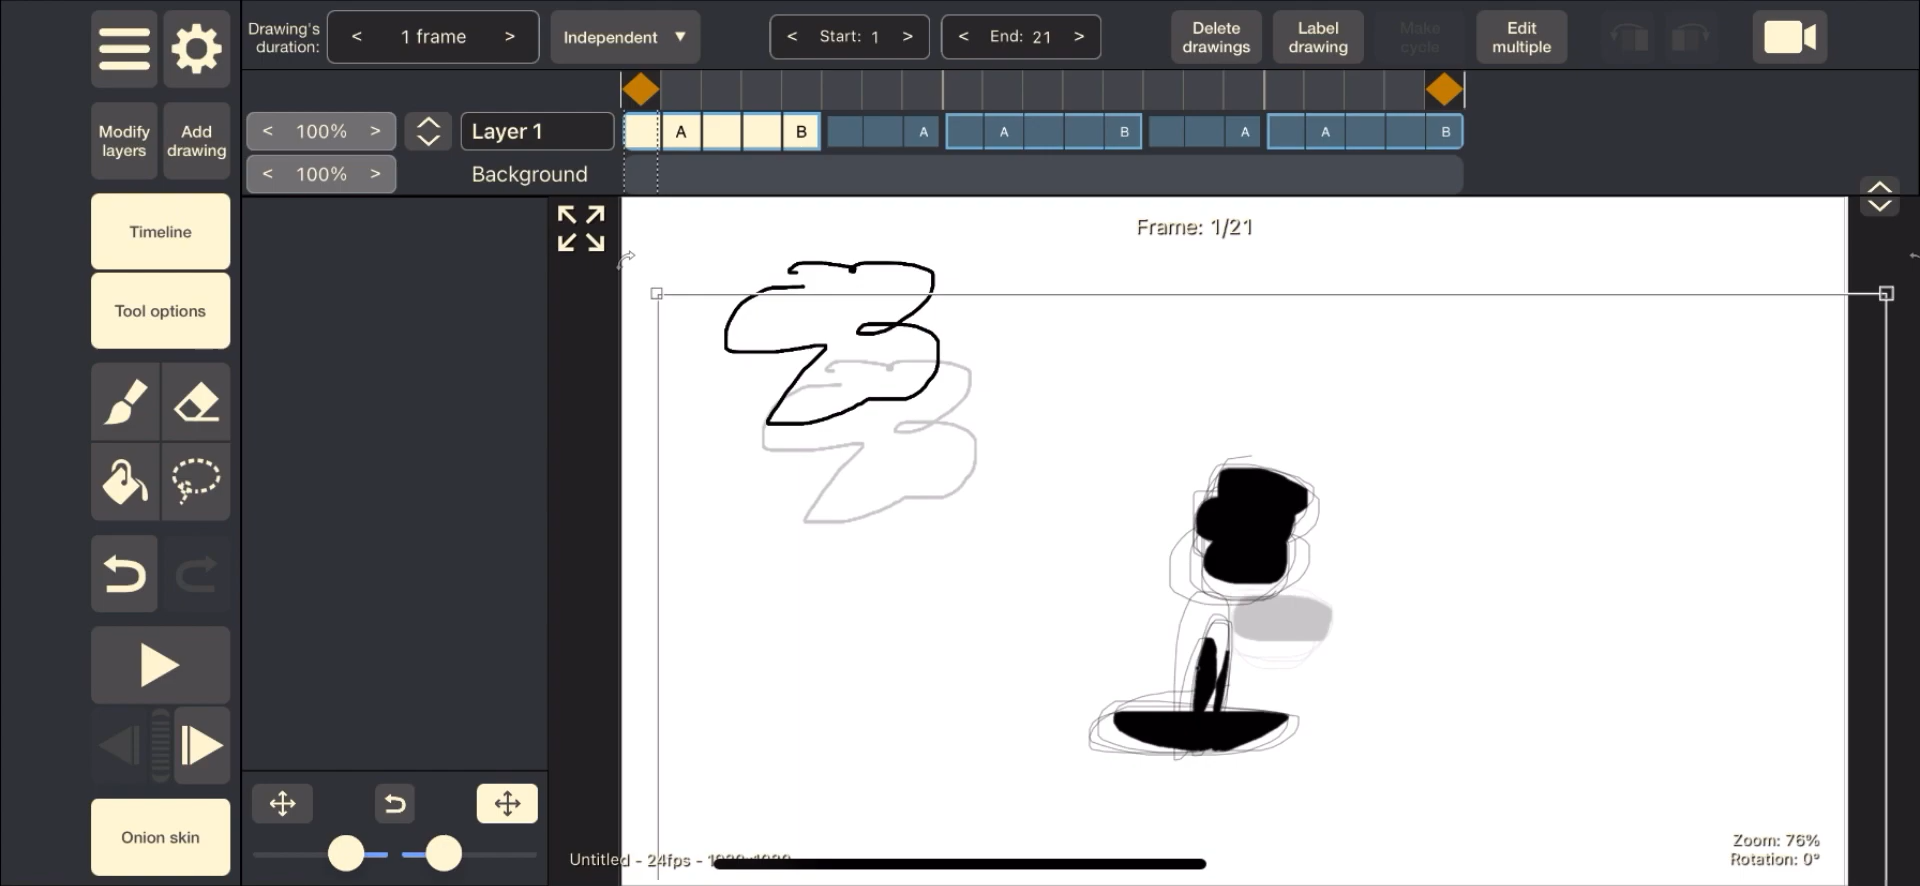 Drawing's duration:
< 1 frame >
Independent ▼
< Start: 1 >
< End: 21 >
Delete drawings
Label drawing
Make cycle
Edit multiple
Modify layers
Add drawing
< 100% >
Layer 1
A B A A B A A B
< 100% >
Background
Timeline
Tool options
Frame: 1/21
Onion skin
Zoom: 76%
Rotation: 0°
Untitled - 24fps -